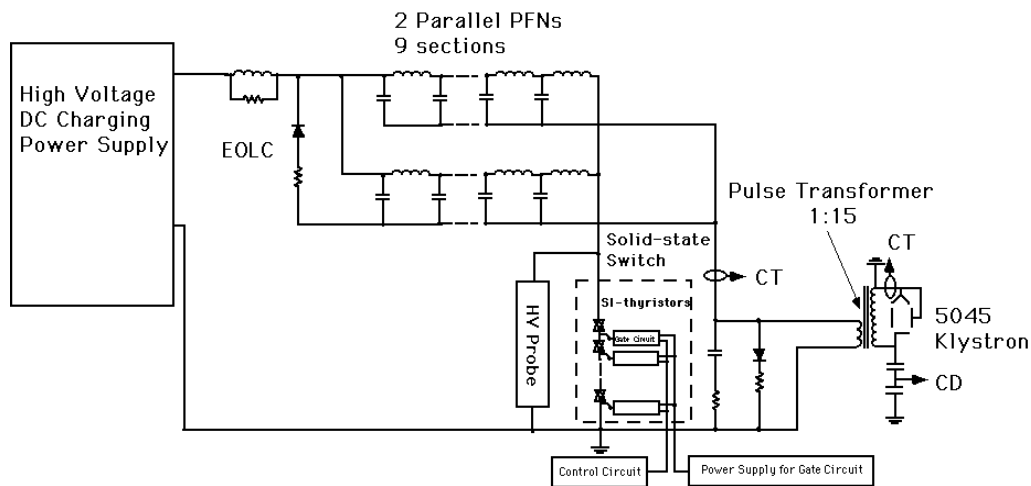 2 Parallel PFNs
9 sections
High Voltage
DC Charging
Power Supply
EOLC
Pulse Transformer
1:15
CT
Solid-state
Switch
CT
SI-thyristors
HV Probe
Gate Circuit
5045
Klystron
CD
Control Circuit
Power Supply for Gate Circuit